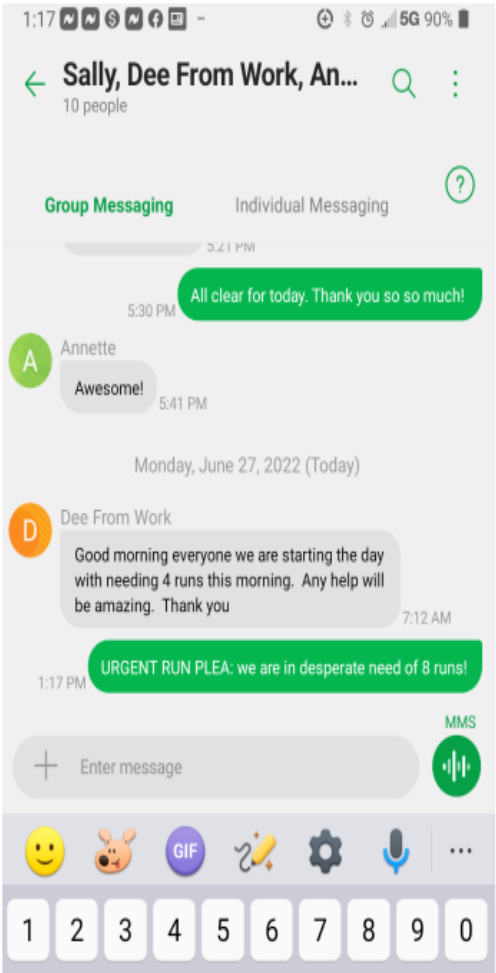 1:17
5G 90%
Sally, Dee From Work, An...
10 people
?
Group Messaging
Individual Messaging
5:21 PM
All clear for today. Thank you so so much!
5:30 PM
A
Annette
Awesome!
5:41 PM
Monday, June 27, 2022 (Today)
D
Dee From Work
Good morning everyone we are starting the day
with needing 4 runs this morning. Any help will
be amazing. Thank you
7:12 AM
URGENT RUN PLEA: we are in desperate need of 8 runs!
1:17 PM
MMS
Enter message
GIF
1 2 3 4 5 6 7 8 9 0